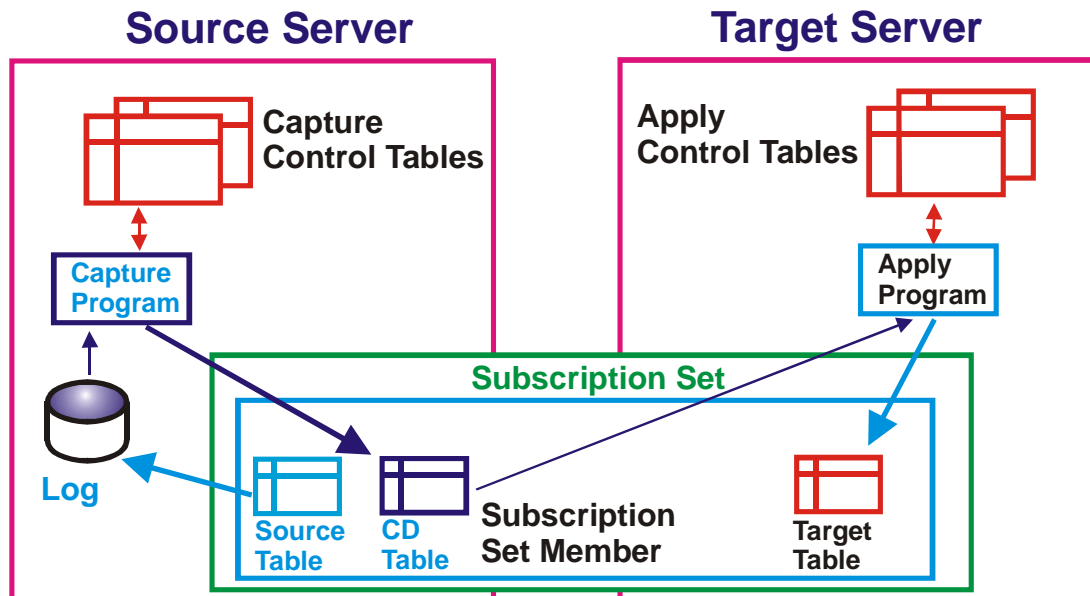 Source Server
Target Server
Capture
Control Tables
Apply
Control Tables
Capture
Program
Apply
Program
Subscription Set
Log
Source
Table
CD
Table
Subscription
Set Member
Target
Table